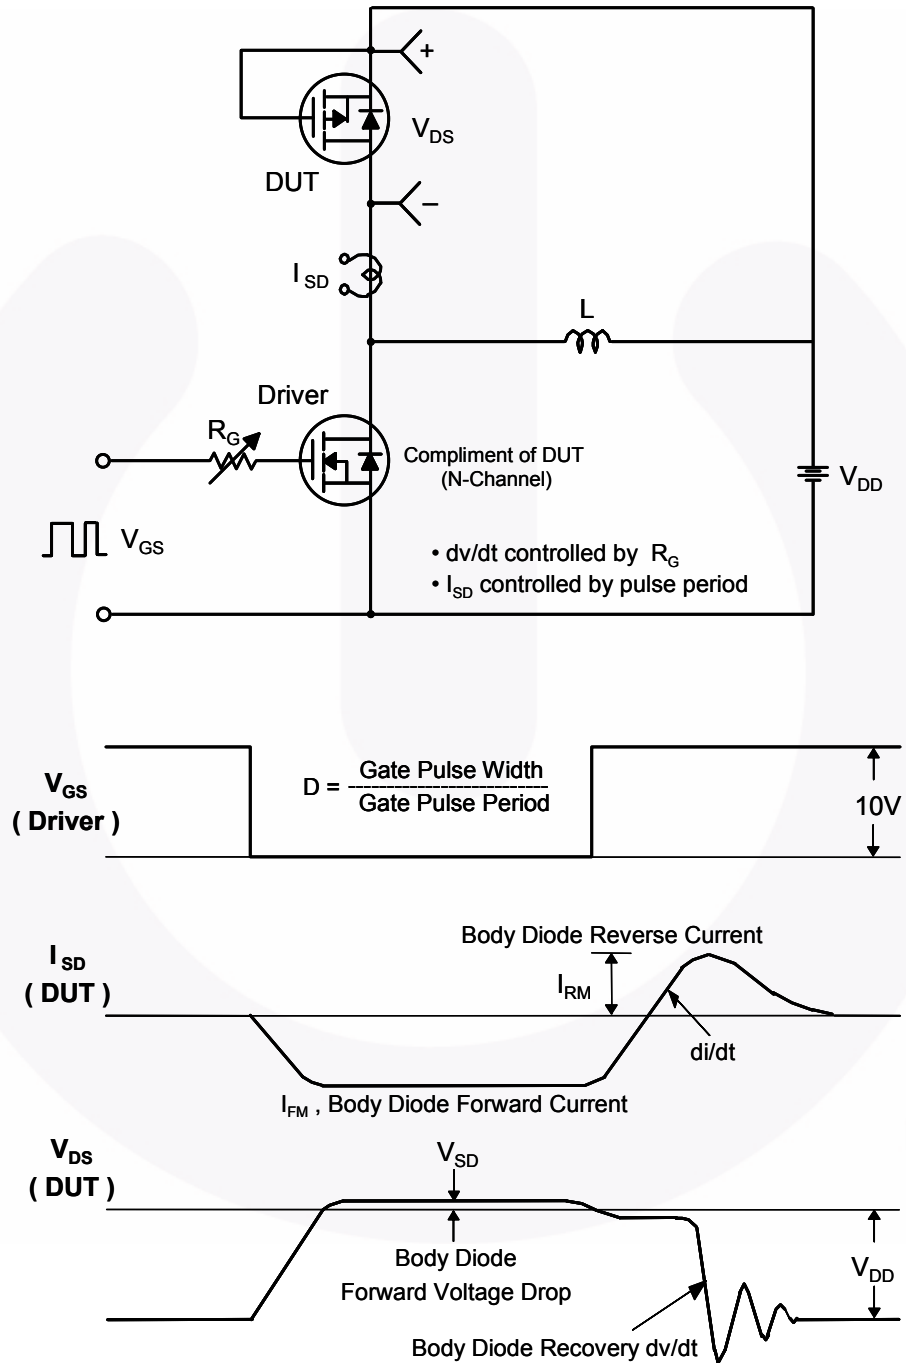 +
V_DS
DUT
–
I_SD
L
Driver
R_G
Compliment of DUT
(N-Channel)
V_DD
V_GS
• dv/dt controlled by R_G
• I_SD controlled by pulse period
V_GS
( Driver )
D = Gate Pulse Width
Gate Pulse Period
10V
I_SD
( DUT )
Body Diode Reverse Current
I_RM
di/dt
I_FM , Body Diode Forward Current
V_DS
( DUT )
V_SD
Body Diode
Forward Voltage Drop
V_DD
Body Diode Recovery dv/dt